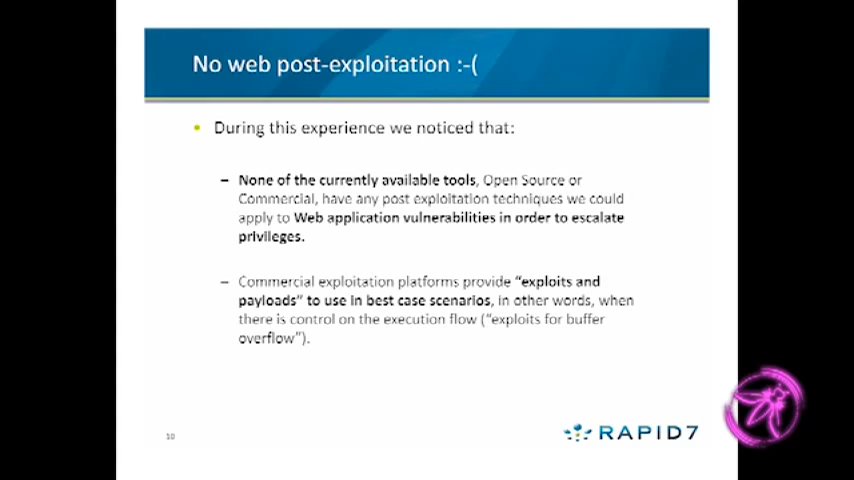 No web post-exploitation :-(
• During this experience we noticed that:
– None of the currently available tools, Open Source or
Commercial, have any post exploitation techniques we could
apply to Web application vulnerabilities in order to escalate
privileges.
– Commercial exploitation platforms provide “exploits and
payloads” to use in best case scenarios, in other words, when
there is control on the execution flow (“exploits for buffer
overflow”).
10
RAPID7